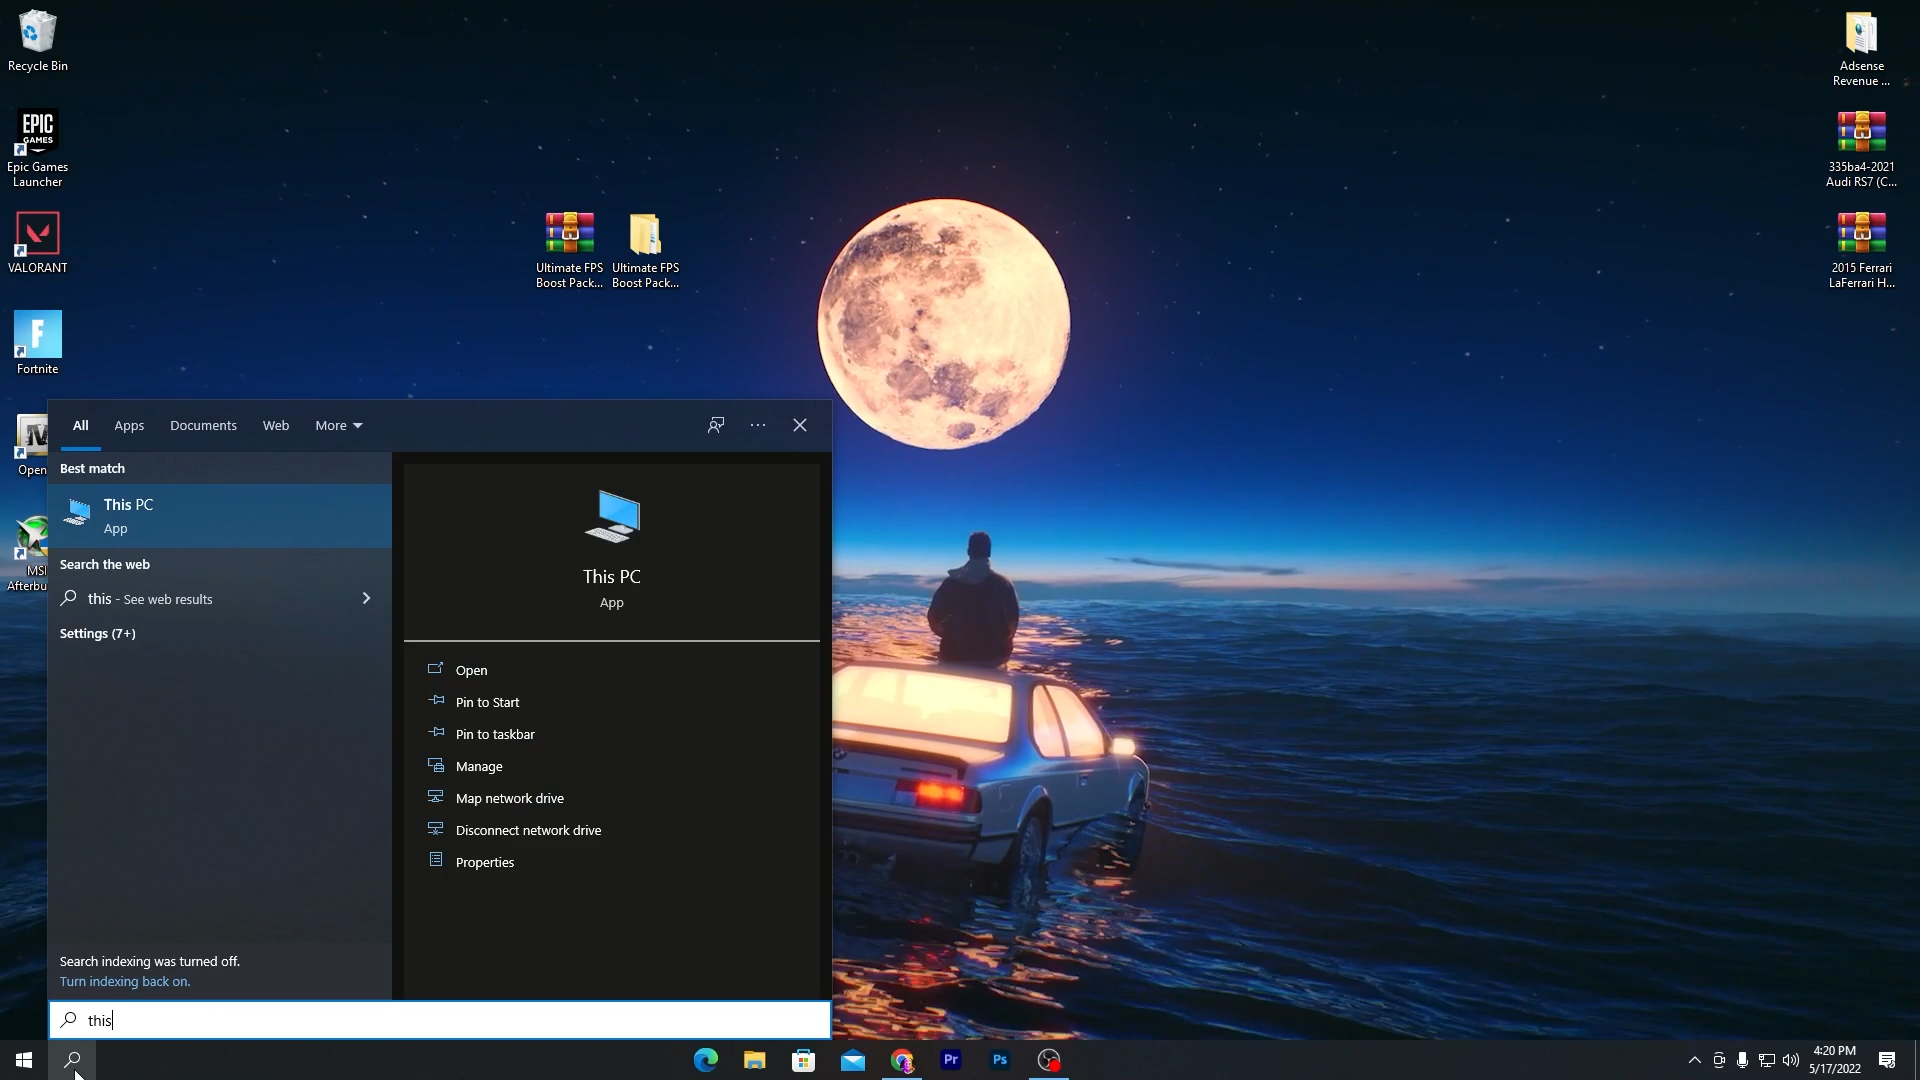 Recycle Bin
EPIC
GAMES
Epic Games
Launcher
VALORANT
F
Fortnite
Open
MSI
Afterbu
Ultimate FPS
Boost Pack...
Ultimate FPS
Boost Pack...
Adsense
Revenue ...
335ba4-2021
Audi RS7 (C...
2015 Ferrari
LaFerrari H...
All
Apps
Documents
Web
More
Best match
This PC
App
Search the web
this - See web results
Settings (7+)
This PC
App
Open
Pin to Start
Pin to taskbar
Manage
Map network drive
Disconnect network drive
Properties
Search indexing was turned off.
Turn indexing back on.
this
Pr
Ps
4:20 PM
5/17/2022